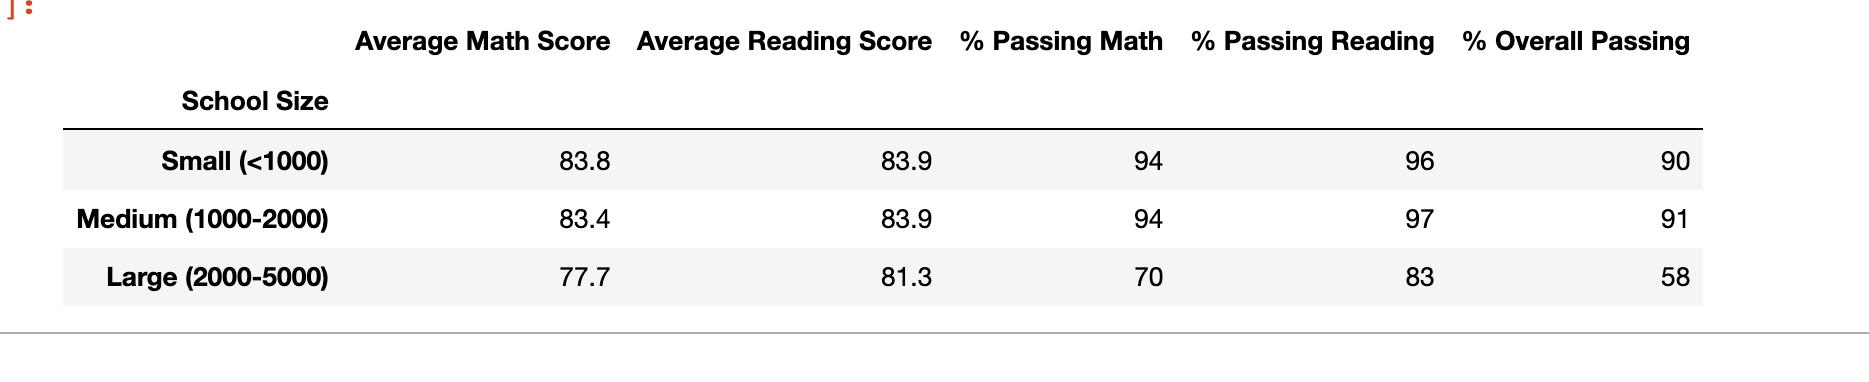 ]:
Average Math Score Average Reading Score % Passing Math % Passing Reading % Overall Passing
School Size
Small (<1000) 83.8 83.9 94 96 90
Medium (1000-2000) 83.4 83.9 94 97 91
Large (2000-5000) 77.7 81.3 70 83 58